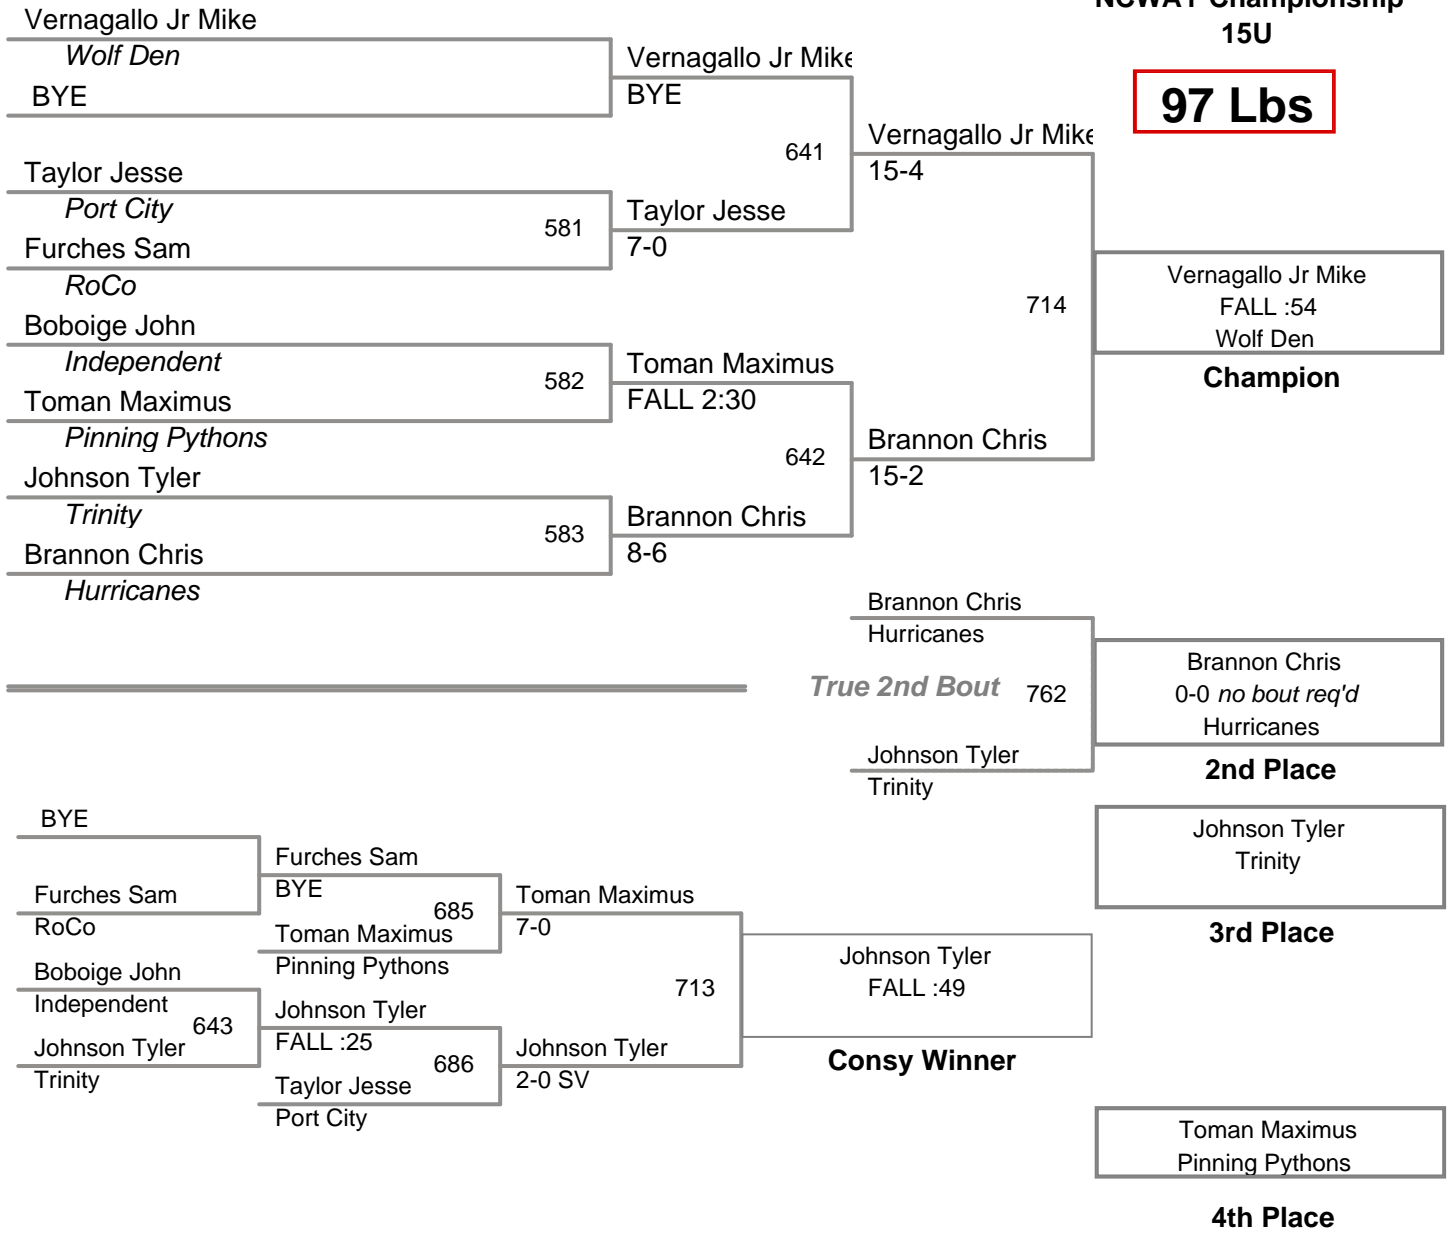 NCWAY Championship
15U
97 Lbs
Vernagallo Jr Mike
Wolf Den
BYE
Taylor Jesse
Port City
581
Furches Sam
RoCo
Boboige John
Independent
582
Toman Maximus
Pinning Pythons
Johnson Tyler
Trinity
583
Brannon Chris
Hurricanes
Vernagallo Jr Mike
BYE
641
Taylor Jesse
7-0
Toman Maximus
FALL 2:30
642
Brannon Chris
8-6
Vernagallo Jr Mike
15-4
714
Brannon Chris
15-2
Vernagallo Jr Mike
FALL :54
Wolf Den
Champion
Brannon Chris
Hurricanes
True 2nd Bout 762
Johnson Tyler
Trinity
Brannon Chris
0-0 no bout req'd
Hurricanes
2nd Place
BYE
Furches Sam
RoCo
Boboige John
Independent
643
Johnson Tyler
Trinity
Furches Sam
BYE
685
Toman Maximus
Pinning Pythons
Johnson Tyler
FALL :25
686
Taylor Jesse
Port City
Toman Maximus
7-0
713
Johnson Tyler
2-0 SV
Johnson Tyler
FALL :49
Consy Winner
Johnson Tyler
Trinity
3rd Place
Toman Maximus
Pinning Pythons
4th Place